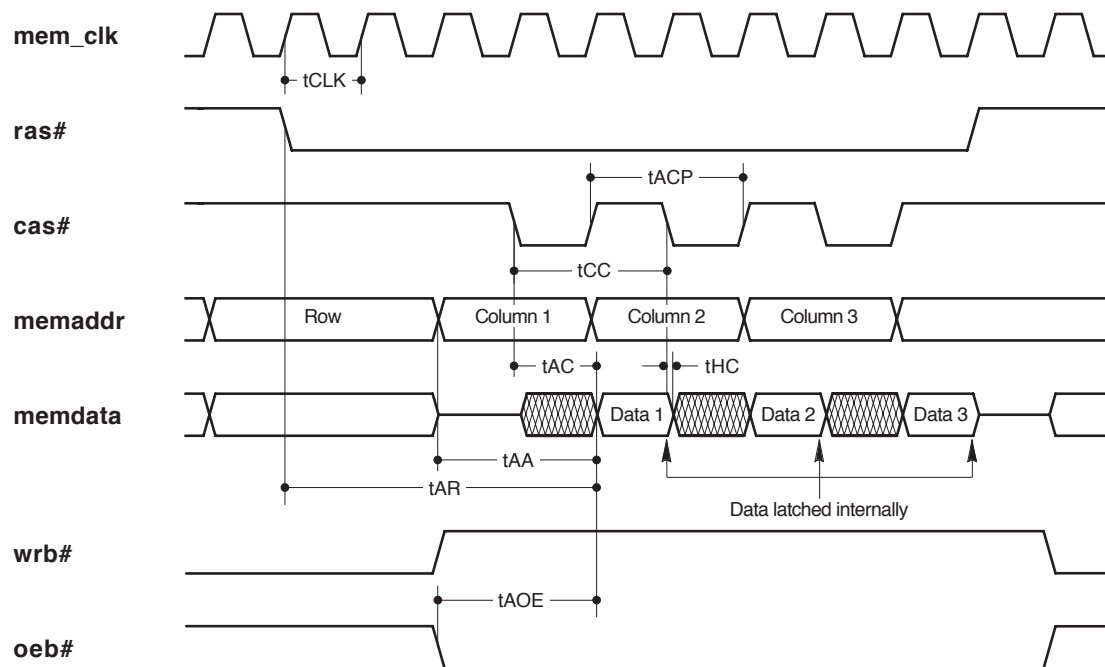 mem_clk
tCLK
ras#
tACP
cas#
tCC
memaddr
Row
Column 1
Column 2
Column 3
tAC
tHC
memdata
Data 1
Data 2
Data 3
tAA
tAR
Data latched internally
wrb#
tAOE
oeb#